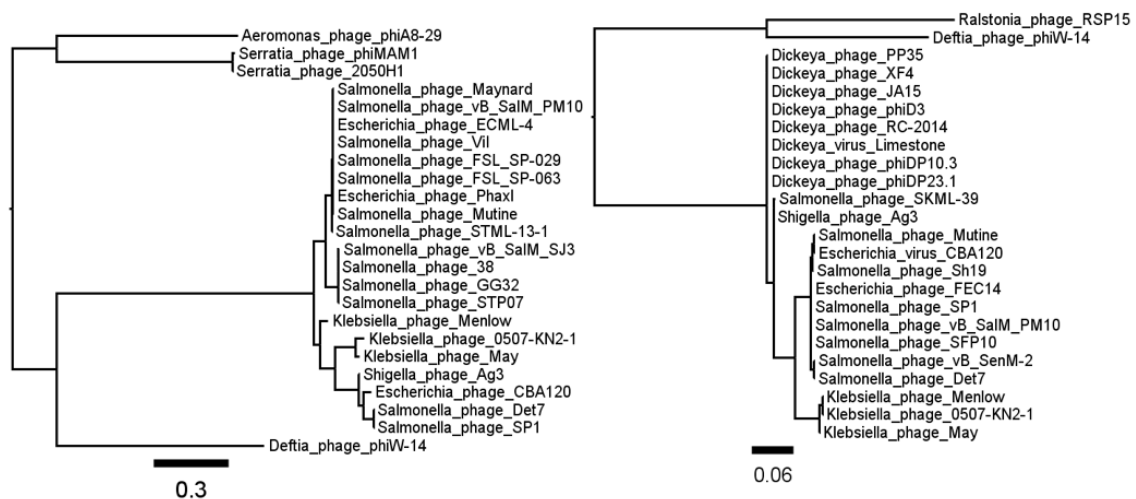 Aeromonas_phage_phiA8-29
Serratia_phage_phiMAM1
Serratia_phage_2050H1
Salmonella_phage_Maynard
Salmonella_phage_vB_SalM_PM10
Escherichia_phage_ECML-4
Salmonella_phage_ViI
Salmonella_phage_FSL_SP-029
Salmonella_phage_FSL_SP-063
Escherichia_phage_PhaxI
Salmonella_phage_Mutine
Salmonella_phage_STML-13-1
Salmonella_phage_vB_SalM_SJ3
Salmonella_phage_38
Salmonella_phage_GG32
Salmonella_phage_STP07
Klebsiella_phage_Menlow
Klebsiella_phage_0507-KN2-1
Klebsiella_phage_May
Shigella_phage_Ag3
Escherichia_phage_CBA120
Salmonella_phage_Det7
Salmonella_phage_SP1
Deftia_phage_phiW-14
0.3
Ralstonia_phage_RSP15
Deftia_phage_phiW-14
Dickeya_phage_PP35
Dickeya_phage_XF4
Dickeya_phage_JA15
Dickeya_phage_phiD3
Dickeya_phage_RC-2014
Dickeya_virus_Limestone
Dickeya_phage_phiDP10.3
Dickeya_phage_phiDP23.1
Salmonella_phage_SKML-39
Shigella_phage_Ag3
Salmonella_phage_Mutine
Escherichia_virus_CBA120
Salmonella_phage_Sh19
Escherichia_phage_FEC14
Salmonella_phage_SP1
Salmonella_phage_vB_SalM_PM10
Salmonella_phage_SFP10
Salmonella_phage_vB_SenM-2
Salmonella_phage_Det7
Klebsiella_phage_Menlow
Klebsiella_phage_0507-KN2-1
Klebsiella_phage_May
0.06